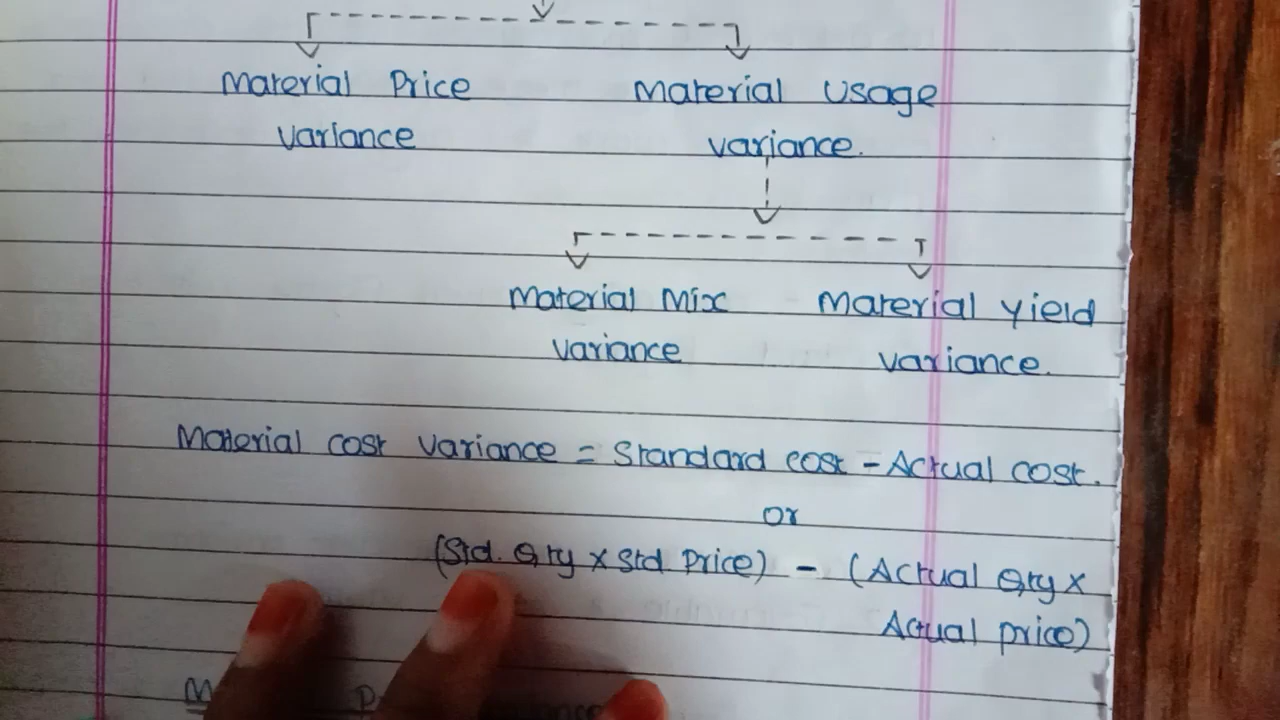 Material Price Material Usage
variance variance.
Material Mix Material yield
variance variance.
Material cost variance = Standard cost - Actual cost.
or
(Std. Qty x Std Price) - (Actual Qty x
Actual price)